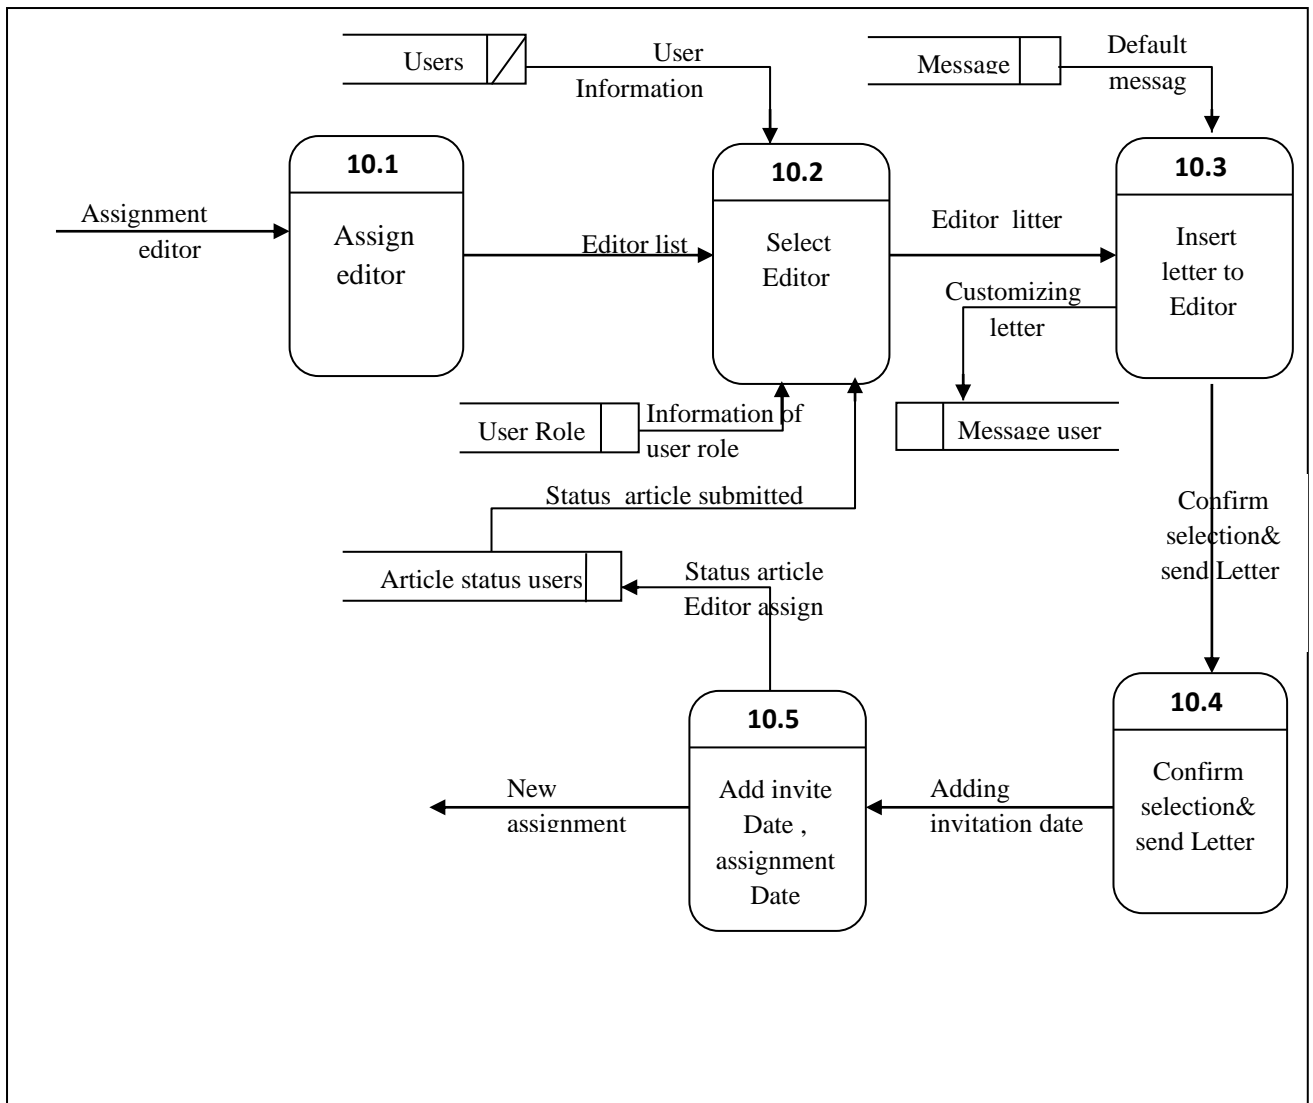 Users
User
Information
Message
Default
messag
10.1
Assign
editor
Assignment
editor
Editor list
10.2
Select
Editor
Editor litter
10.3
Insert
letter to
Editor
Customizing
letter
Message user
User Role
Information of
user role
Status article submitted
Article status users
Status article
Editor assign
Confirm
selection&
send Letter
10.4
Confirm
selection&
send Letter
Adding
invitation date
10.5
Add invite
Date ,
assignment
Date
New
assignment